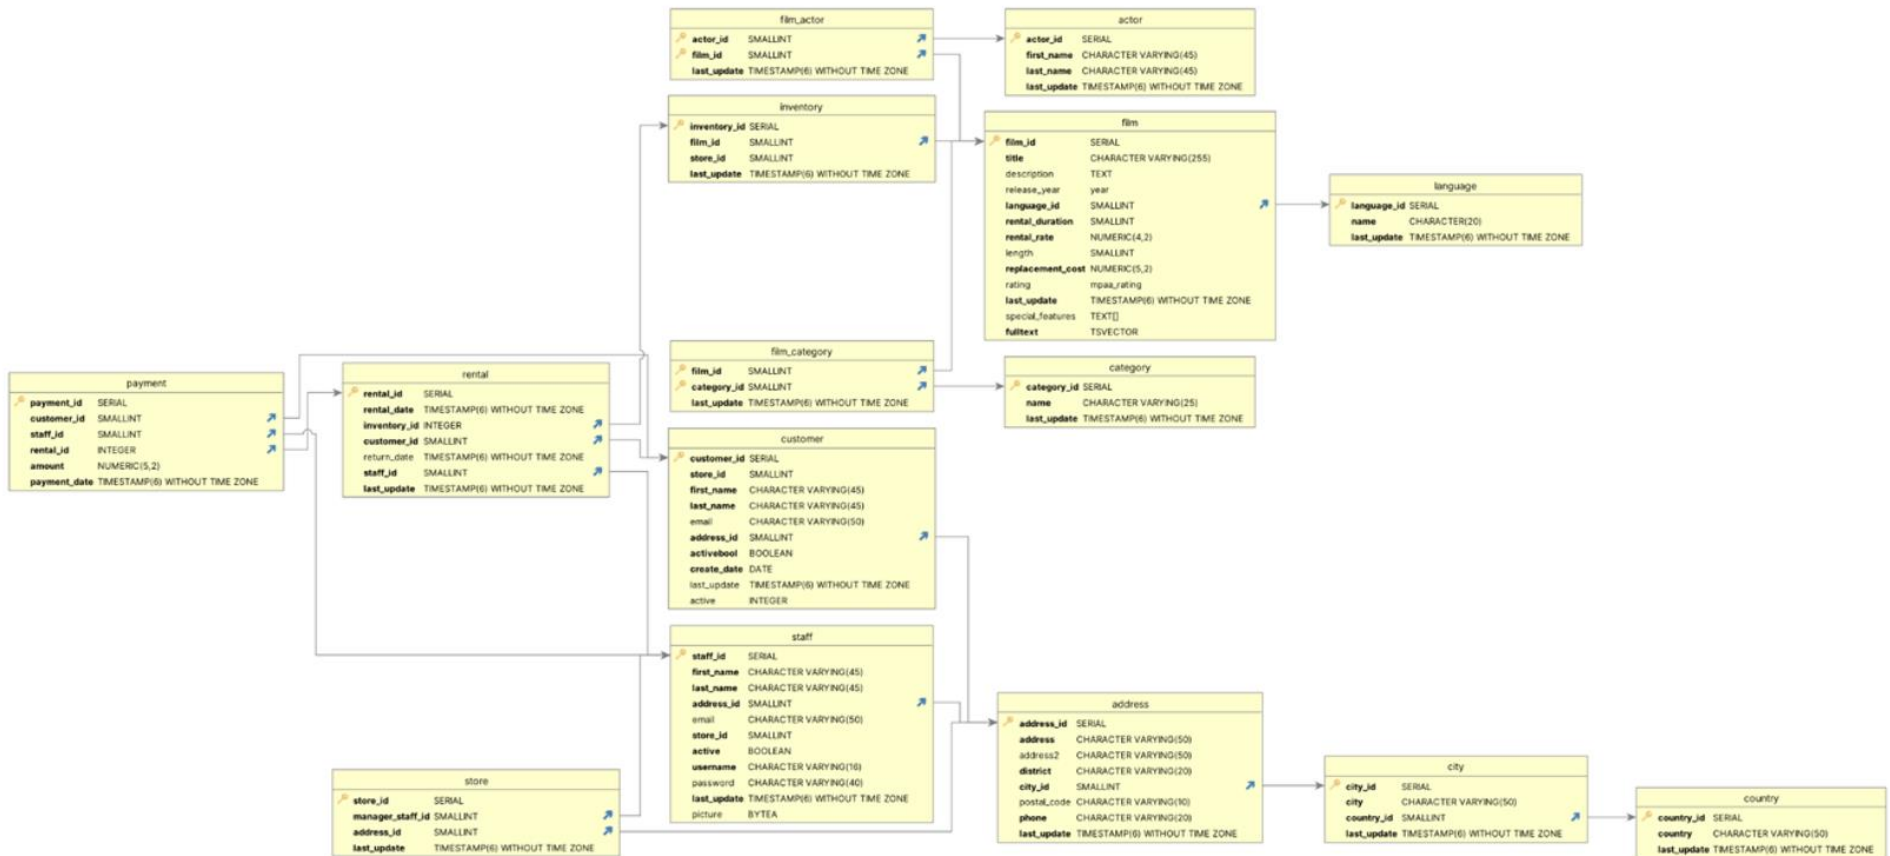 film_actor
actor_id SMALLINT
film_id SMALLINT
last_update TIMESTAMP(6) WITHOUT TIME ZONE
actor
actor_id SERIAL
first_name CHARACTER VARYING(45)
last_name CHARACTER VARYING(45)
last_update TIMESTAMP(6) WITHOUT TIME ZONE
inventory
inventory_id SERIAL
film_id SMALLINT
store_id SMALLINT
last_update TIMESTAMP(6) WITHOUT TIME ZONE
film
film_id SERIAL
title CHARACTER VARYING(255)
description TEXT
release_year year
language_id SMALLINT
rental_duration SMALLINT
rental_rate NUMERIC(4,2)
length SMALLINT
replacement_cost NUMERIC(5,2)
rating mpaa_rating
last_update TIMESTAMP(6) WITHOUT TIME ZONE
special_features TEXT[]
fulltext TSVECTOR
language
language_id SERIAL
name CHARACTER(20)
last_update TIMESTAMP(6) WITHOUT TIME ZONE
film_category
film_id SMALLINT
category_id SMALLINT
last_update TIMESTAMP(6) WITHOUT TIME ZONE
category
category_id SERIAL
name CHARACTER VARYING(25)
last_update TIMESTAMP(6) WITHOUT TIME ZONE
payment
payment_id SERIAL
customer_id SMALLINT
staff_id SMALLINT
rental_id INTEGER
amount NUMERIC(5,2)
payment_date TIMESTAMP(6) WITHOUT TIME ZONE
rental
rental_id SERIAL
rental_date TIMESTAMP(6) WITHOUT TIME ZONE
inventory_id INTEGER
customer_id SMALLINT
return_date TIMESTAMP(6) WITHOUT TIME ZONE
staff_id SMALLINT
last_update TIMESTAMP(6) WITHOUT TIME ZONE
customer
customer_id SERIAL
store_id SMALLINT
first_name CHARACTER VARYING(45)
last_name CHARACTER VARYING(45)
email CHARACTER VARYING(50)
address_id SMALLINT
activebool BOOLEAN
create_date DATE
last_update TIMESTAMP(6) WITHOUT TIME ZONE
active INTEGER
staff
staff_id SERIAL
first_name CHARACTER VARYING(45)
last_name CHARACTER VARYING(45)
address_id SMALLINT
email CHARACTER VARYING(50)
store_id SMALLINT
active BOOLEAN
username CHARACTER VARYING(16)
password CHARACTER VARYING(40)
last_update TIMESTAMP(6) WITHOUT TIME ZONE
picture BYTEA
store
store_id SERIAL
manager_staff_id SMALLINT
address_id SMALLINT
last_update TIMESTAMP(6) WITHOUT TIME ZONE
address
address_id SERIAL
address CHARACTER VARYING(50)
address2 CHARACTER VARYING(50)
district CHARACTER VARYING(20)
city_id SMALLINT
postal_code CHARACTER VARYING(10)
phone CHARACTER VARYING(20)
last_update TIMESTAMP(6) WITHOUT TIME ZONE
city
city_id SERIAL
city CHARACTER VARYING(50)
country_id SMALLINT
last_update TIMESTAMP(6) WITHOUT TIME ZONE
country
country_id SERIAL
country CHARACTER VARYING(50)
last_update TIMESTAMP(6) WITHOUT TIME ZONE